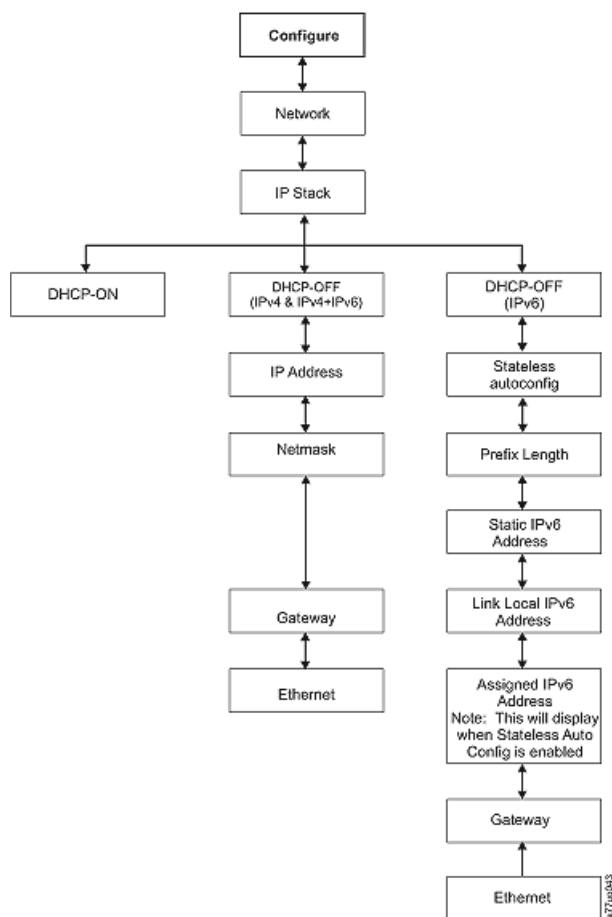 Configure
Network
IP Stack
DHCP-ON
DHCP-OFF
(IPv4 & IPv4+IPv6)
DHCP-OFF
(IPv6)
IP Address
Stateless
autoconfig
Netmask
Prefix Length
Static IPv6
Address
Gateway
Link Local IPv6
Address
Ethernet
Assigned IPv6
Address
Note: This will display
when Stateless Auto
Config is enabled
Gateway
Ethernet